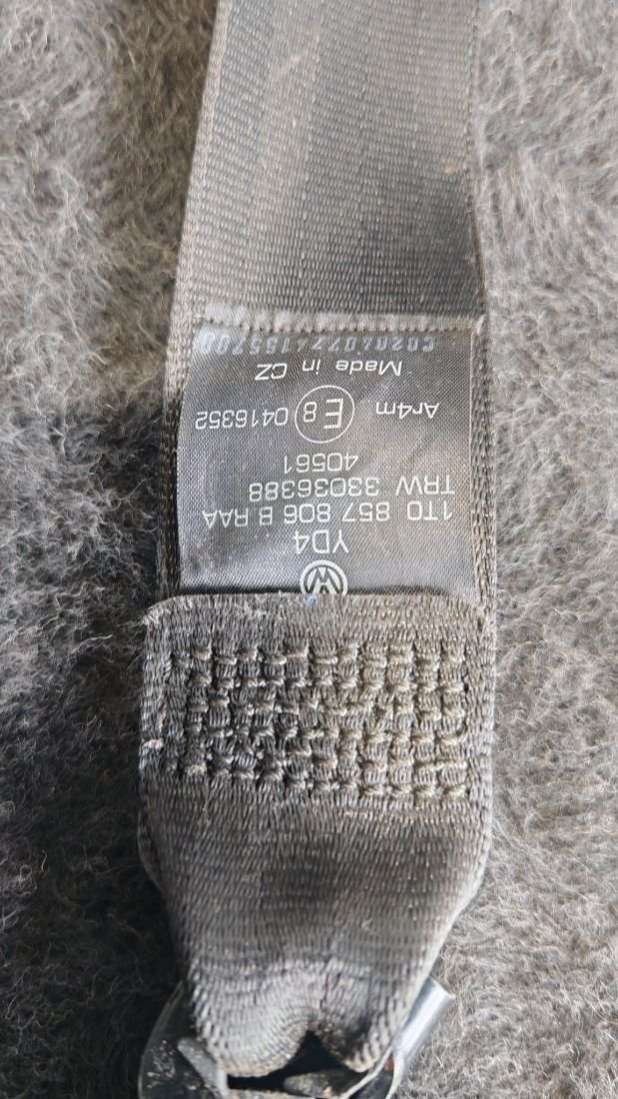 YD4
1T0 857 806 B RAA
TRW 33036388
40561
Ar4m E8 0416352
Made in CZ